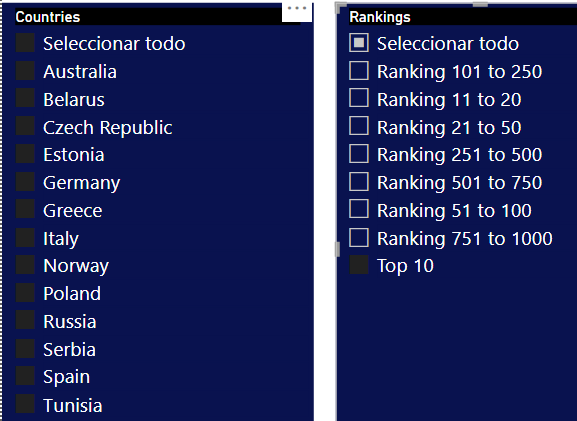 Countries
Seleccionar todo
Australia
Belarus
Czech Republic
Estonia
Germany
Greece
Italy
Norway
Poland
Russia
Serbia
Spain
Tunisia
Rankings
Seleccionar todo
Ranking 101 to 250
Ranking 11 to 20
Ranking 21 to 50
Ranking 251 to 500
Ranking 501 to 750
Ranking 51 to 100
Ranking 751 to 1000
Top 10